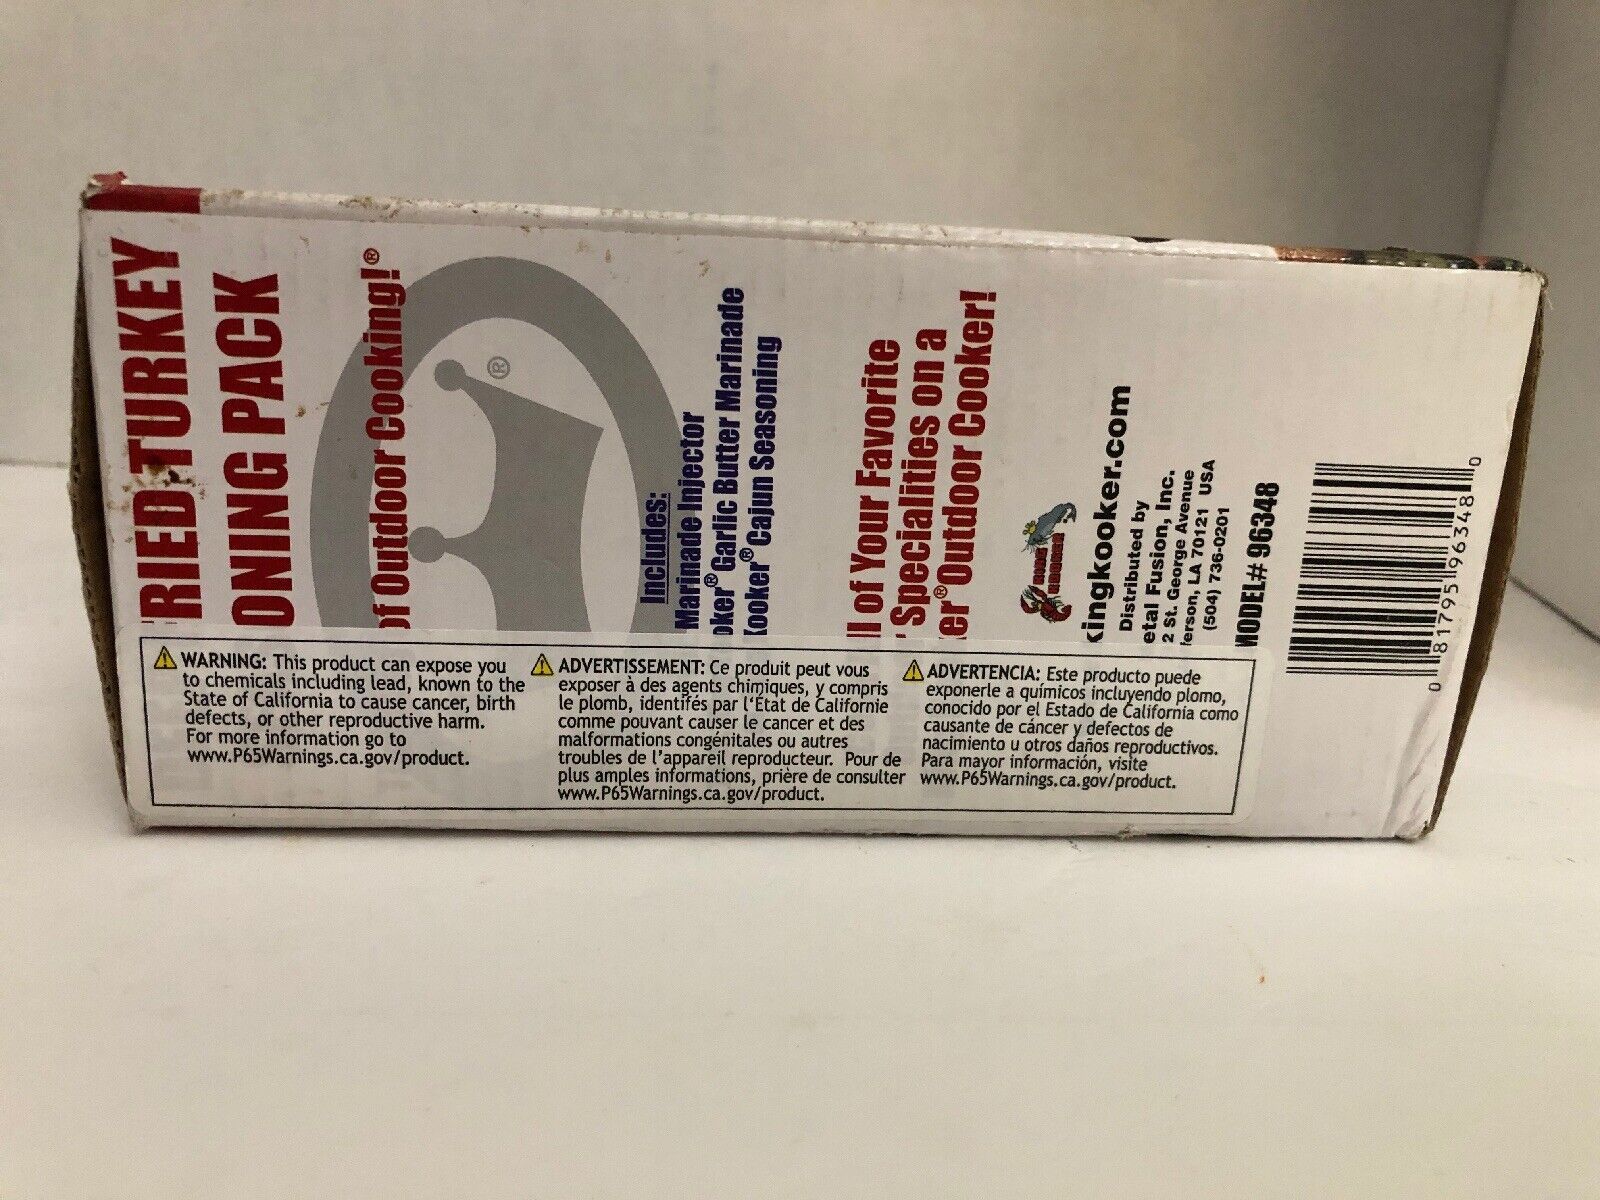 RIED TURKEY
ONING PACK
of Outdoor Cooking!®
®
Includes:
Marinade Injector
oker® Garlic Butter Marinade
Kooker® Cajun Seasoning
ll of Your Favorite
Specialities on a
er® Outdoor Cooker!
KING
KOOKER
kingkooker.com
Distributed by
etal Fusion, Inc.
2 St. George Avenue
ferson, LA 70121 USA
(504) 736-0201
MODEL# 96348
0 81795 96348 0
WARNING: This product can expose you
to chemicals including lead, known to the
State of California to cause cancer, birth
defects, or other reproductive harm.
For more information go to
www.P65Warnings.ca.gov/product.
ADVERTISSEMENT: Ce produit peut vous
exposer à des agents chimiques, y compris
le plomb, identifés par l'État de Californie
comme pouvant causer le cancer et des
malformations congénitales ou autres
troubles de l'appareil reproducteur. Pour de
plus amples informations, prière de consulter
www.P65Warnings.ca.gov/product.
ADVERTENCIA: Este producto puede
exponerle a químicos incluyendo plomo,
conocido por el Estado de California como
causante de cáncer y defectos de
nacimiento u otros daños reproductivos.
Para mayor información, visite
www.P65Warnings.ca.gov/product.